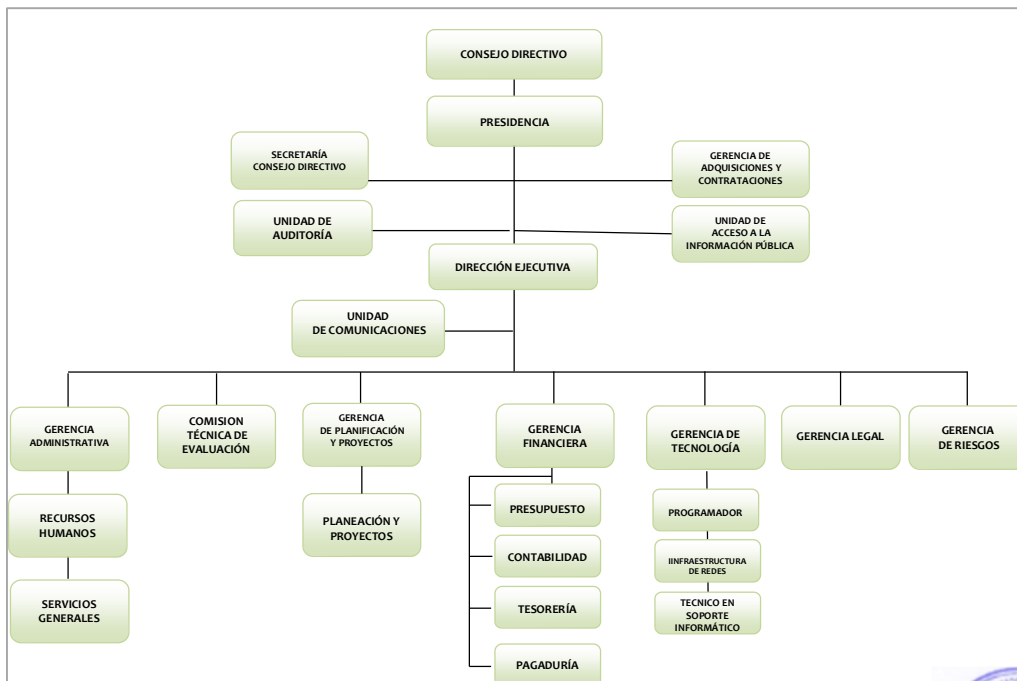 CONSEJO DIRECTIVO
PRESIDENCIA
SECRETARÍA
CONSEJO DIRECTIVO
GERENCIA DE
ADQUISICIONES Y
CONTRATACIONES
UNIDAD DE
AUDITORÍA
UNIDAD DE
ACCESO A LA
INFORMACIÓN PÚBLICA
DIRECCIÓN EJECUTIVA
UNIDAD
DE COMUNICACIONES
GERENCIA
ADMINISTRATIVA
COMISION
TÉCNICA DE
EVALUACIÓN
GERENCIA
DE PLANIFICACIÓN
Y PROYECTOS
GERENCIA
FINANCIERA
GERENCIA DE
TECNOLOGÍA
GERENCIA LEGAL
GERENCIA
DE RIESGOS
RECURSOS
HUMANOS
SERVICIOS
GENERALES
PLANEACIÓN Y
PROYECTOS
PRESUPUESTO
CONTABILIDAD
TESORERÍA
PAGADURÍA
PROGRAMADOR
IINFRAESTRUCTURA
DE REDES
TECNICO EN
SOPORTE
INFORMÁTICO